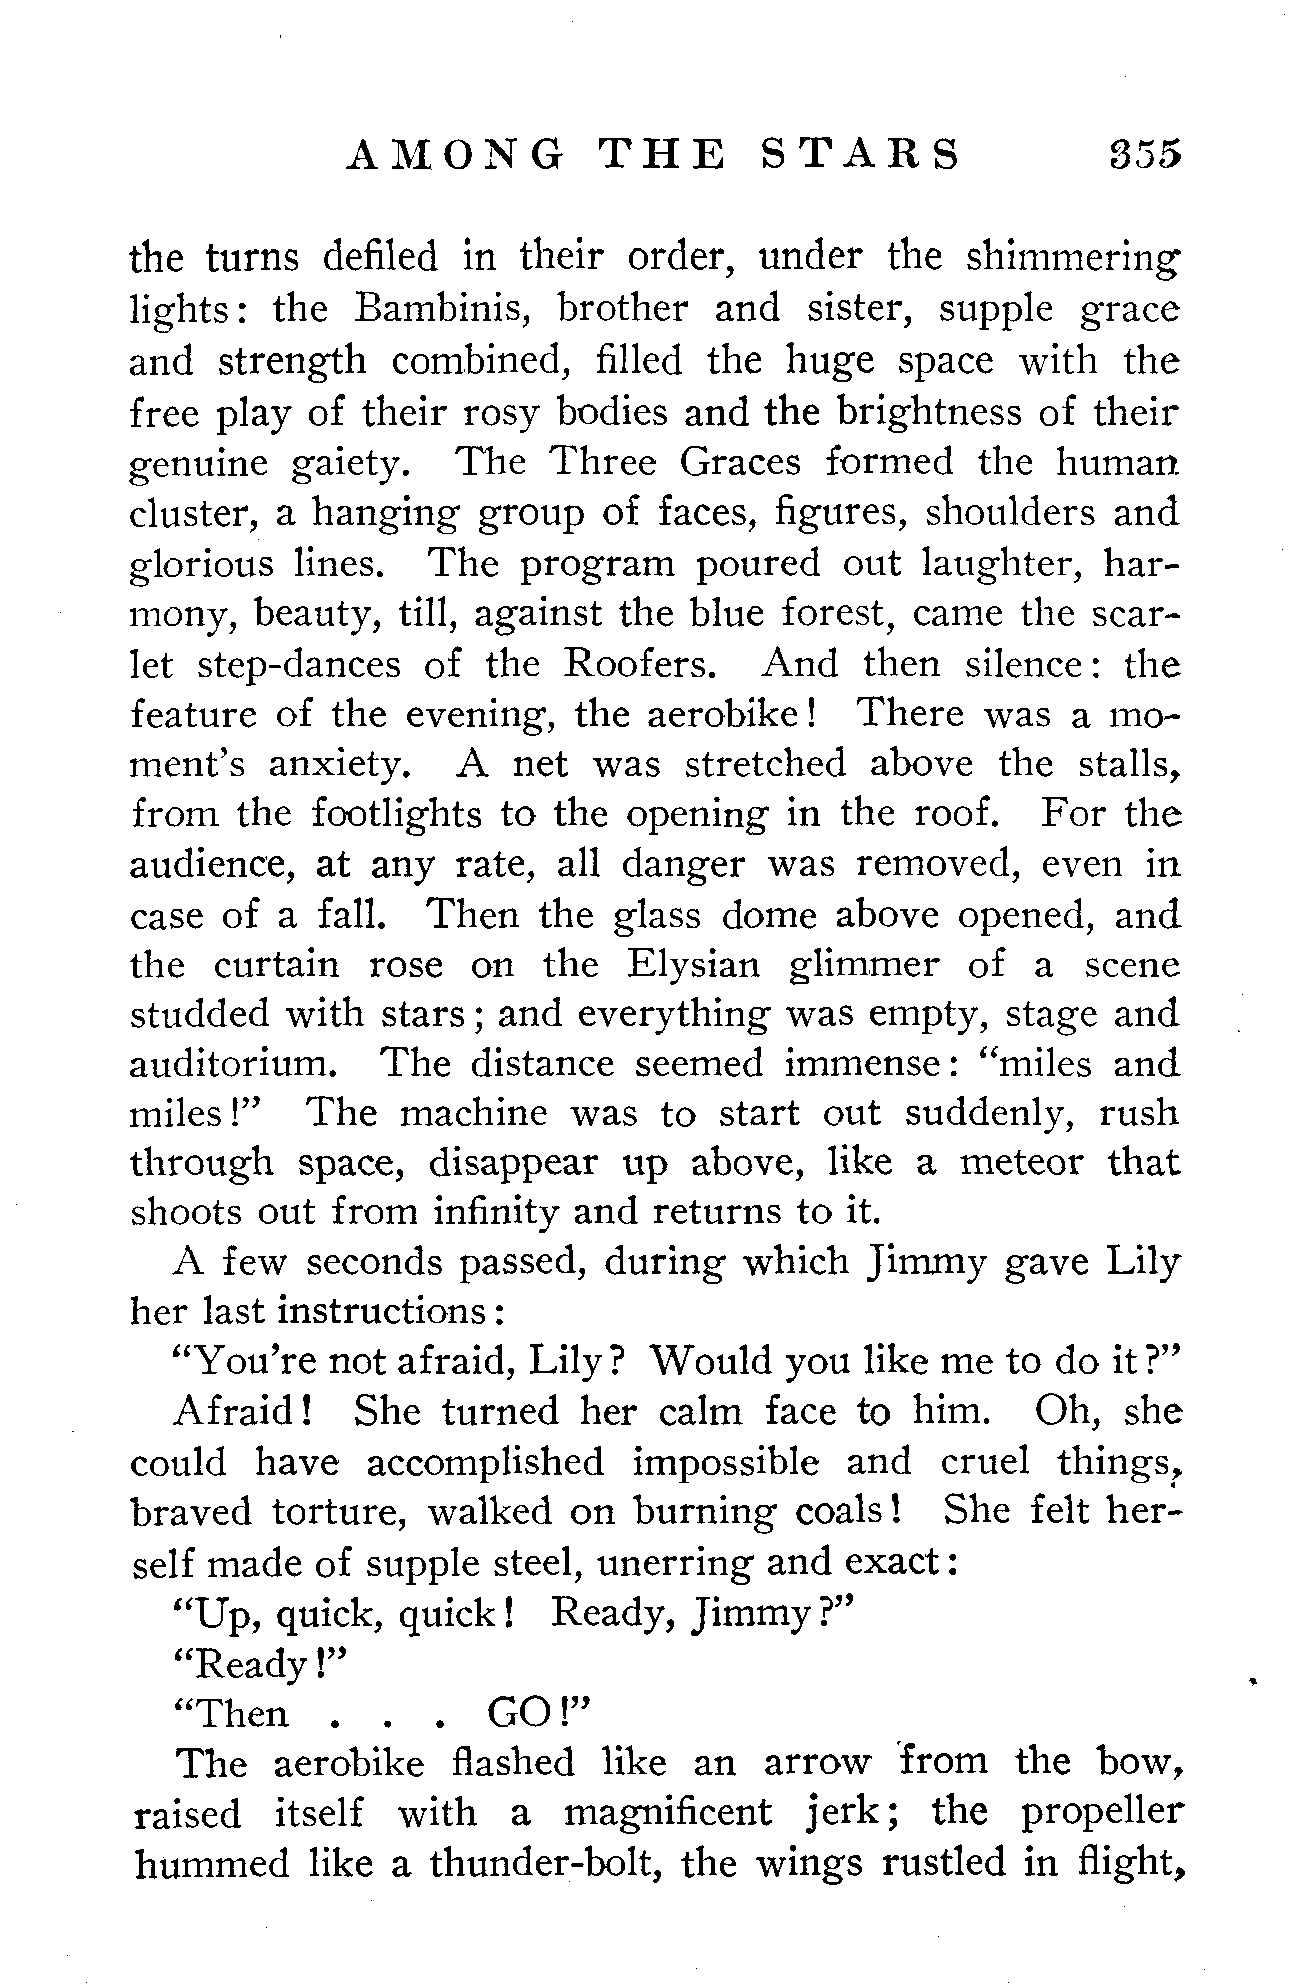 AMONG THE STARS 355
the turns defiled in their order, under the shimmering
lights: the Bambinis, brother and sister, supple grace
and strength combined, filled the huge space with the
free play of their rosy bodies and the brightness of their
genuine gaiety. The Three Graces formed the human
cluster, a hanging group of faces, figures, shoulders and
glorious lines. The program poured out laughter, har-
mony, beauty, till, against the blue forest, came the scar-
let step-dances of the Roofers. And then silence: the
feature of the evening, the aerobike! There was a mo-
ment's anxiety. A net was stretched above the stalls,
from the footlights to the opening in the roof. For the
audience, at any rate, all danger was removed, even in
case of a fall. Then the glass dome above opened, and
the curtain rose on the Elysian glimmer of a scene
studded with stars; and everything was empty, stage and
auditorium. The distance seemed immense: "miles and
miles!" The machine was to start out suddenly, rush
through space, disappear up above, like a meteor that
shoots out from infinity and returns to it.
A few seconds passed, during which Jimmy gave Lily
her last instructions:
"You're not afraid, Lily? Would you like me to do it?"
Afraid! She turned her calm face to him. Oh, she
could have accomplished impossible and cruel things,
braved torture, walked on burning coals! She felt her-
self made of supple steel, unerring and exact:
"Up, quick, quick! Ready, Jimmy?"
"Ready!"
"Then . . . GO!"
The aerobike flashed like an arrow from the bow,
raised itself with a magnificent jerk; the propeller
hummed like a thunder-bolt, the wings rustled in flight,